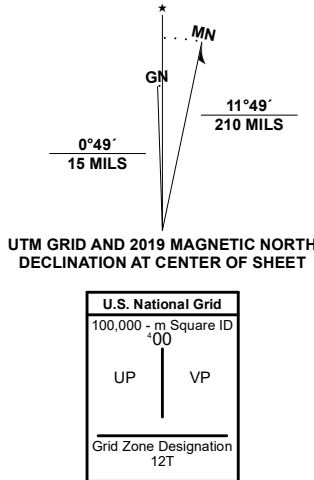 ★
MN
GN
11°49´
210 MILS
0°49´
15 MILS
UTM GRID AND 2019 MAGNETIC NORTH
DECLINATION AT CENTER OF SHEET
U.S. National Grid
100,000 - m Square ID
⁴00
UP VP
Grid Zone Designation
12T